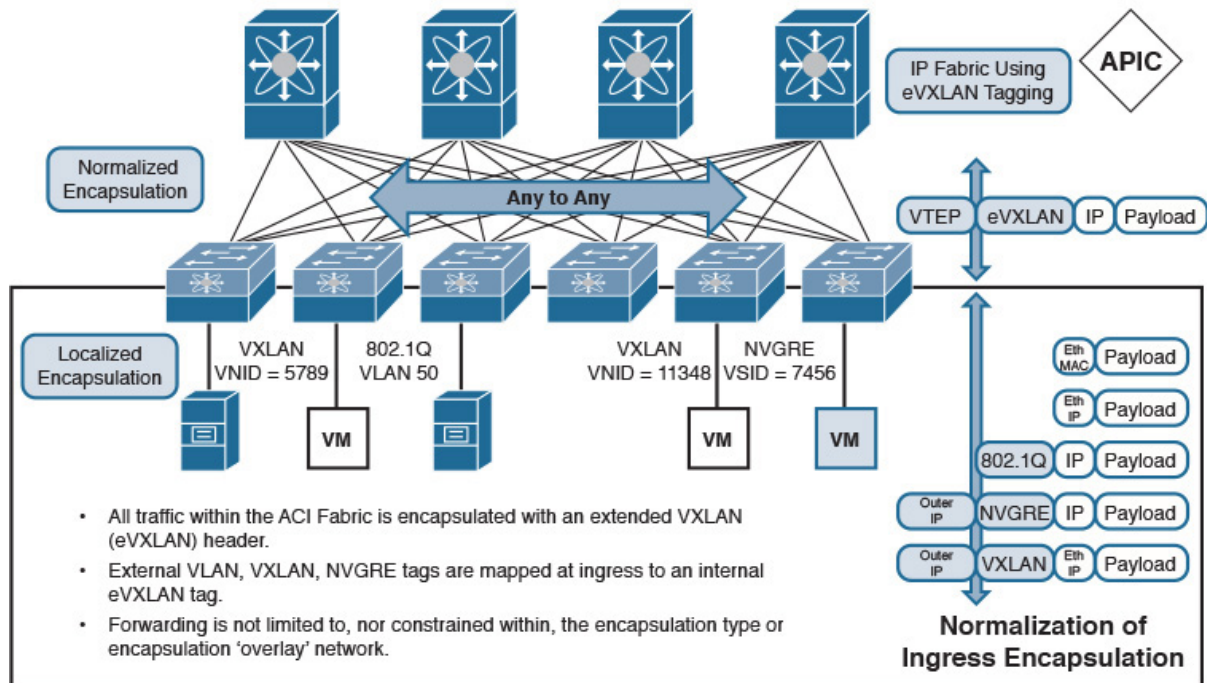 IP Fabric Using
eVXLAN Tagging
APIC
Normalized
Encapsulation
Any to Any
VTEP eVXLAN IP Payload
Localized
Encapsulation
VXLAN
VNID = 5789
802.1Q
VLAN 50
VXLAN
VNID = 11348
NVGRE
VSID = 7456
VM
VM
VM
Eth
MAC
Payload
Eth
IP
Payload
802.1Q IP Payload
Outer
IP
NVGRE IP Payload
Outer
IP
VXLAN
Eth
IP
Payload
• All traffic within the ACI Fabric is encapsulated with an extended VXLAN
(eVXLAN) header.
• External VLAN, VXLAN, NVGRE tags are mapped at ingress to an internal
eVXLAN tag.
• Forwarding is not limited to, nor constrained within, the encapsulation type or
encapsulation ‘overlay’ network.
Normalization of
Ingress Encapsulation